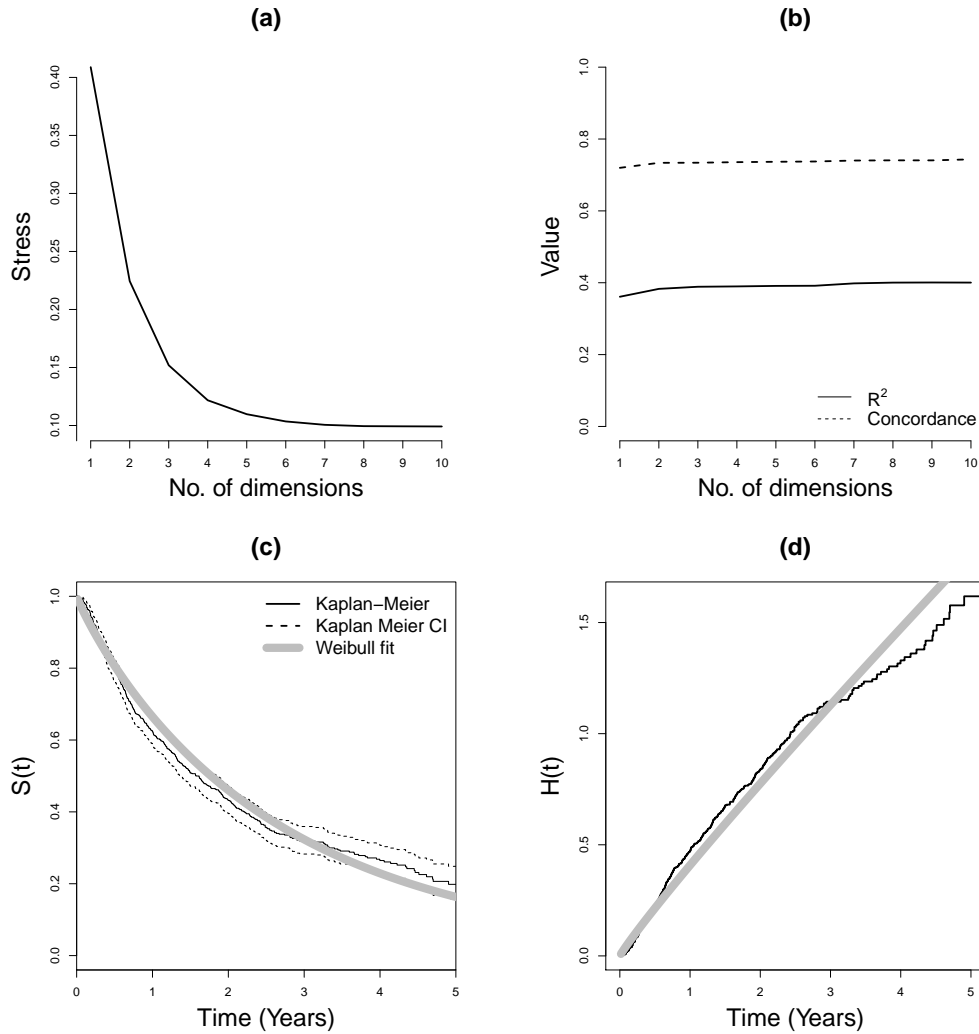 (a)
Stress
0.10 0.15 0.20 0.25 0.30 0.35 0.40
1 2 3 4 5 6 7 8 9 10
No. of dimensions
(b)
Value
0.0 0.2 0.4 0.6 0.8 1.0
1 2 3 4 5 6 7 8 9 10
No. of dimensions
R²
Concordance
(c)
S(t)
0.0 0.2 0.4 0.6 0.8 1.0
0 1 2 3 4 5
Time (Years)
Kaplan−Meier
Kaplan Meier CI
Weibull fit
(d)
H(t)
0.0 0.5 1.0 1.5
0 1 2 3 4 5
Time (Years)